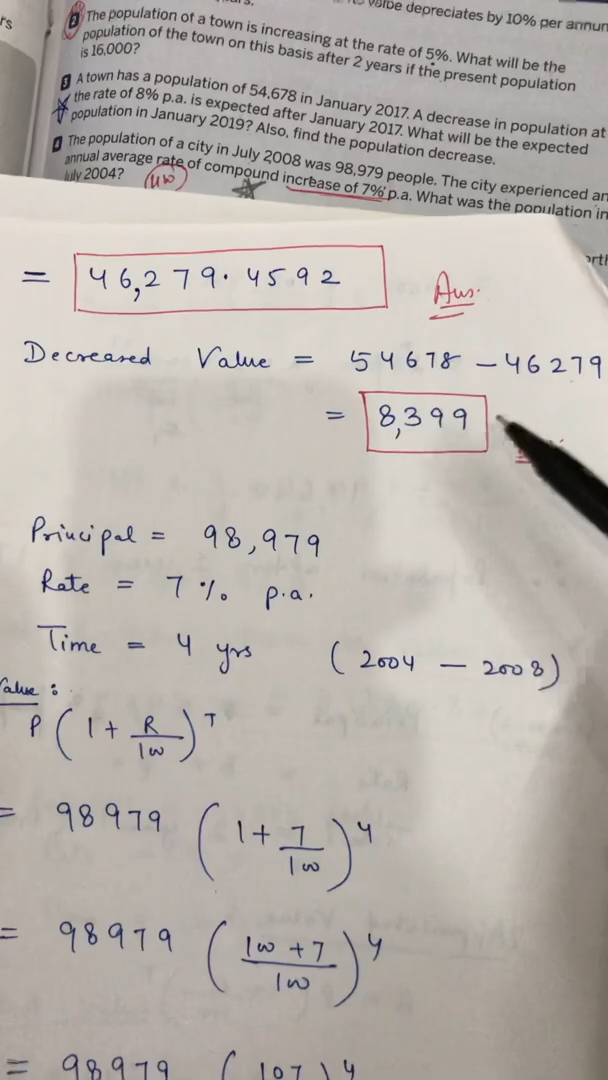 rs
value depreciates by 10% per annum
The population of a town is increasing at the rate of 5%. What will be the
population of the town on this basis after 2 years if the present population
is 16,000?
A town has a population of 54,678 in January 2017. A decrease in population at
the rate of 8% p.a. is expected after January 2017. What will be the expected
population in January 2019? Also, find the population decrease.
The population of a city in July 2008 was 98,979 people. The city experienced an
annual average rate of compound increase of 7% p.a. What was the population in
July 2004? HW
= 46,279.4592 Ans.
Decreased Value = 54678 - 46279
= 8,399
Principal = 98,979
Rate = 7% p.a.
Time = 4 yrs (2004 - 2008)
Value:
P(1 + R/100)^T
= 98979 (1 + 7/100)^4
= 98979 (100 + 7/100)^4
= 98979 (107)4